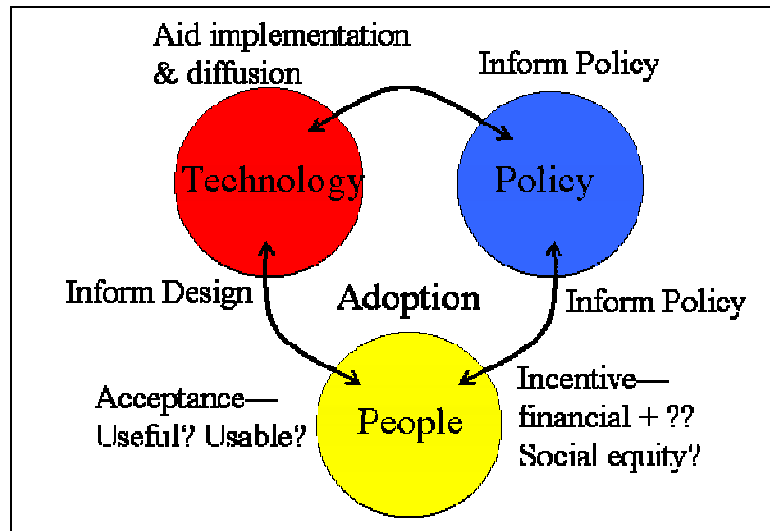 Aid implementation
& diffusion
Inform Policy
Technology
Policy
Inform Design
Adoption
Inform Policy
Acceptance—
Useful? Usable?
People
Incentive—
financial + ??
Social equity?